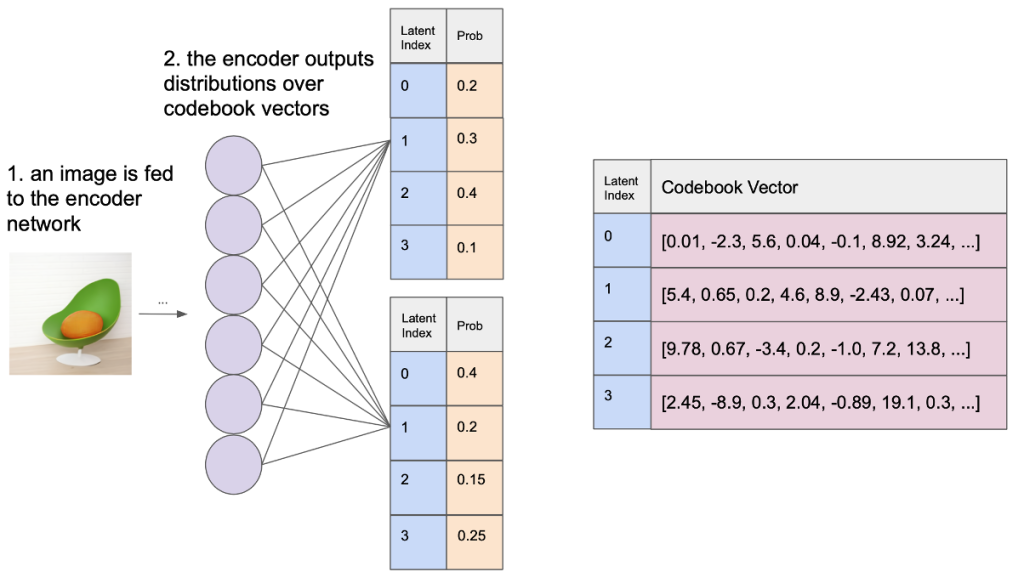 1. an image is fed
to the encoder
network
...
2. the encoder outputs
distributions over
codebook vectors
Latent Index Prob
0 0.2
1 0.3
2 0.4
3 0.1
Latent Index Prob
0 0.4
1 0.2
2 0.15
3 0.25
Latent Index Codebook Vector
0 [0.01, -2.3, 5.6, 0.04, -0.1, 8.92, 3.24, ...]
1 [5.4, 0.65, 0.2, 4.6, 8.9, -2.43, 0.07, ...]
2 [9.78, 0.67, -3.4, 0.2, -1.0, 7.2, 13.8, ...]
3 [2.45, -8.9, 0.3, 2.04, -0.89, 19.1, 0.3, ...]